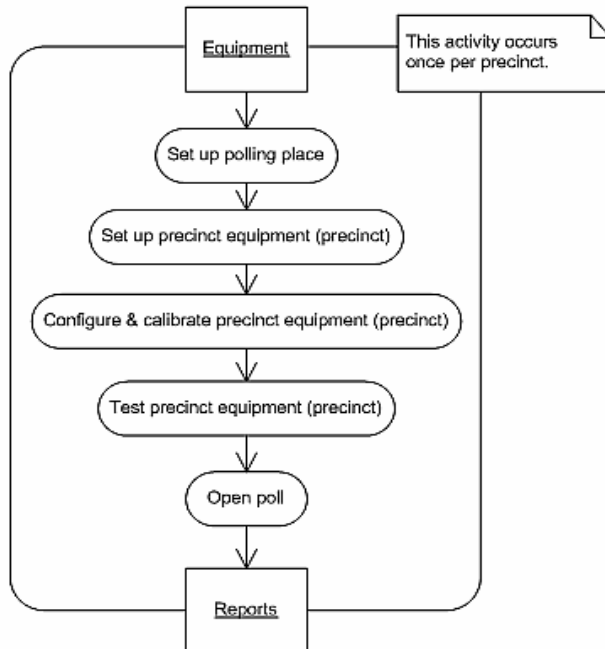 Equipment
This activity occurs
once per precinct.
Set up polling place
Set up precinct equipment (precinct)
Configure & calibrate precinct equipment (precinct)
Test precinct equipment (precinct)
Open poll
Reports